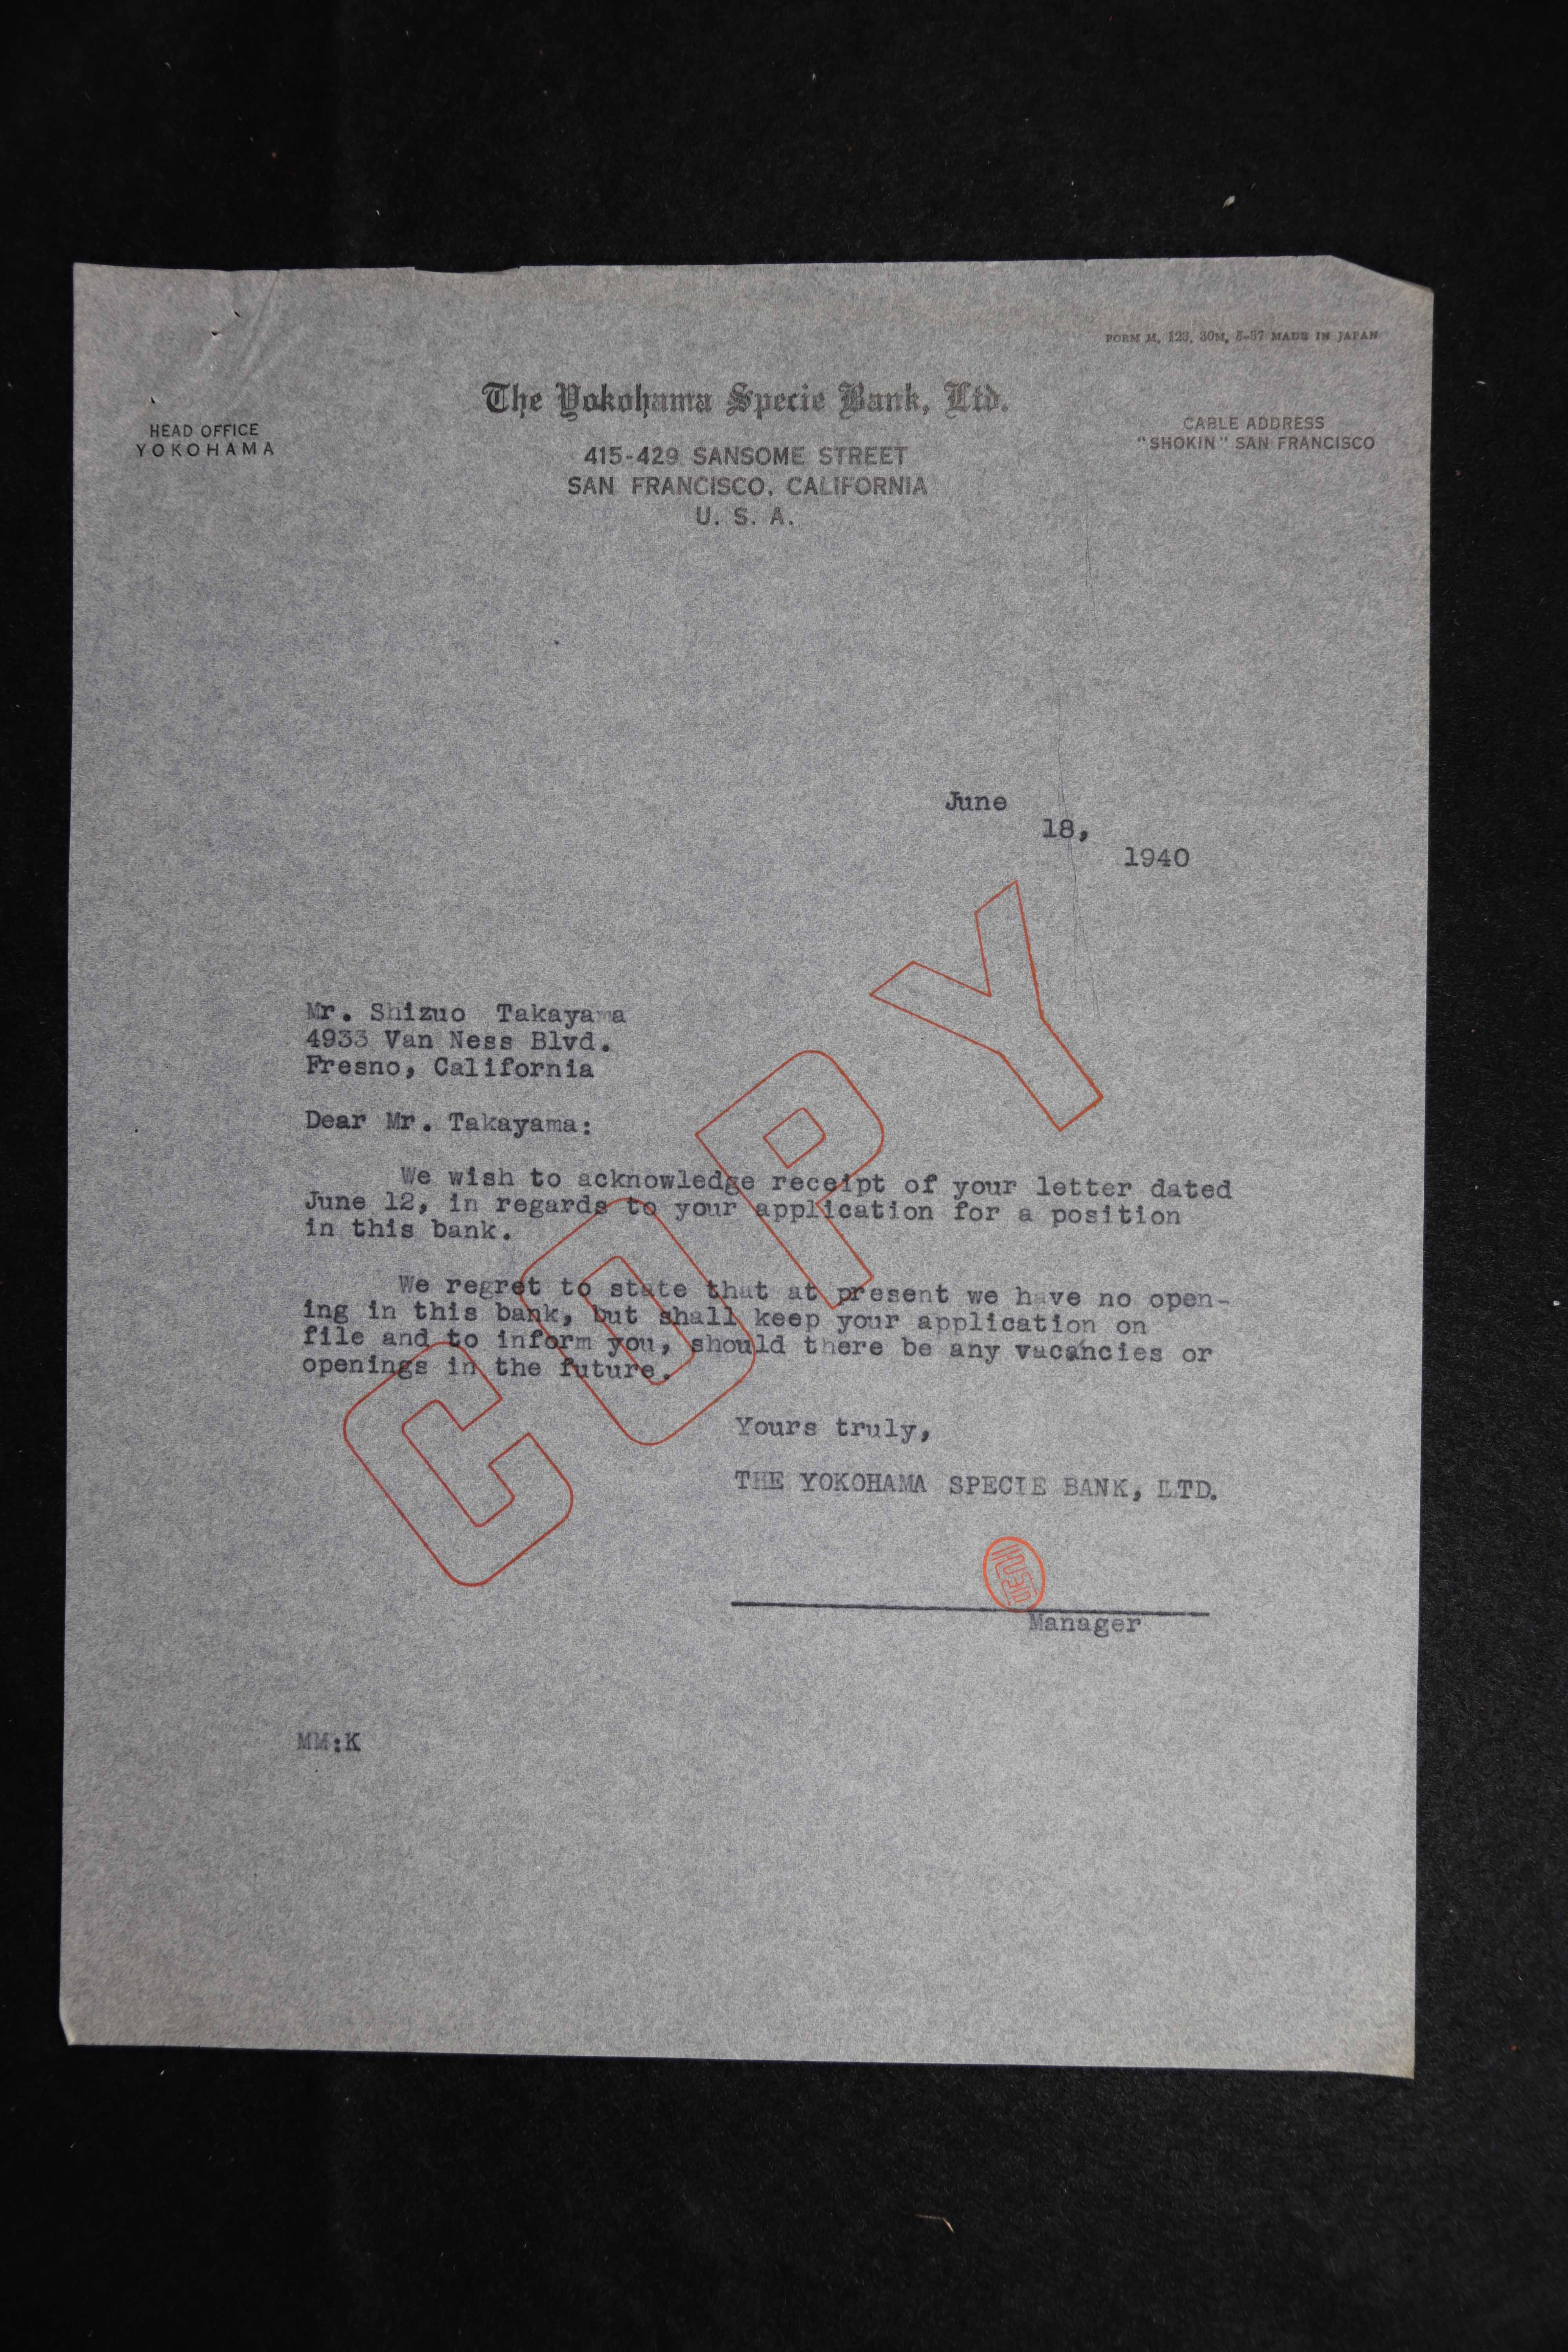 FORM M, 123, 30M, 5-37 MADE IN JAPAN
The Yokohama Specie Bank, Ltd.
HEAD OFFICE
YOKOHAMA
CABLE ADDRESS
"SHOKIN" SAN FRANCISCO
415-429 SANSOME STREET
SAN FRANCISCO, CALIFORNIA
U. S. A.
June
18,
1940
Mr. Shizuo Takayama
4933 Van Ness Blvd.
Fresno, California
Dear Mr. Takayama:
We wish to acknowledge receipt of your letter dated
June 12, in regards to your application for a position
in this bank.
We regret to state that at present we have no open-
ing in this bank, but shall keep your application on
file and to inform you, should there be any vacancies or
openings in the future.
COPY
Yours truly,
THE YOKOHAMA SPECIE BANK, LTD.
Manager
MM:K